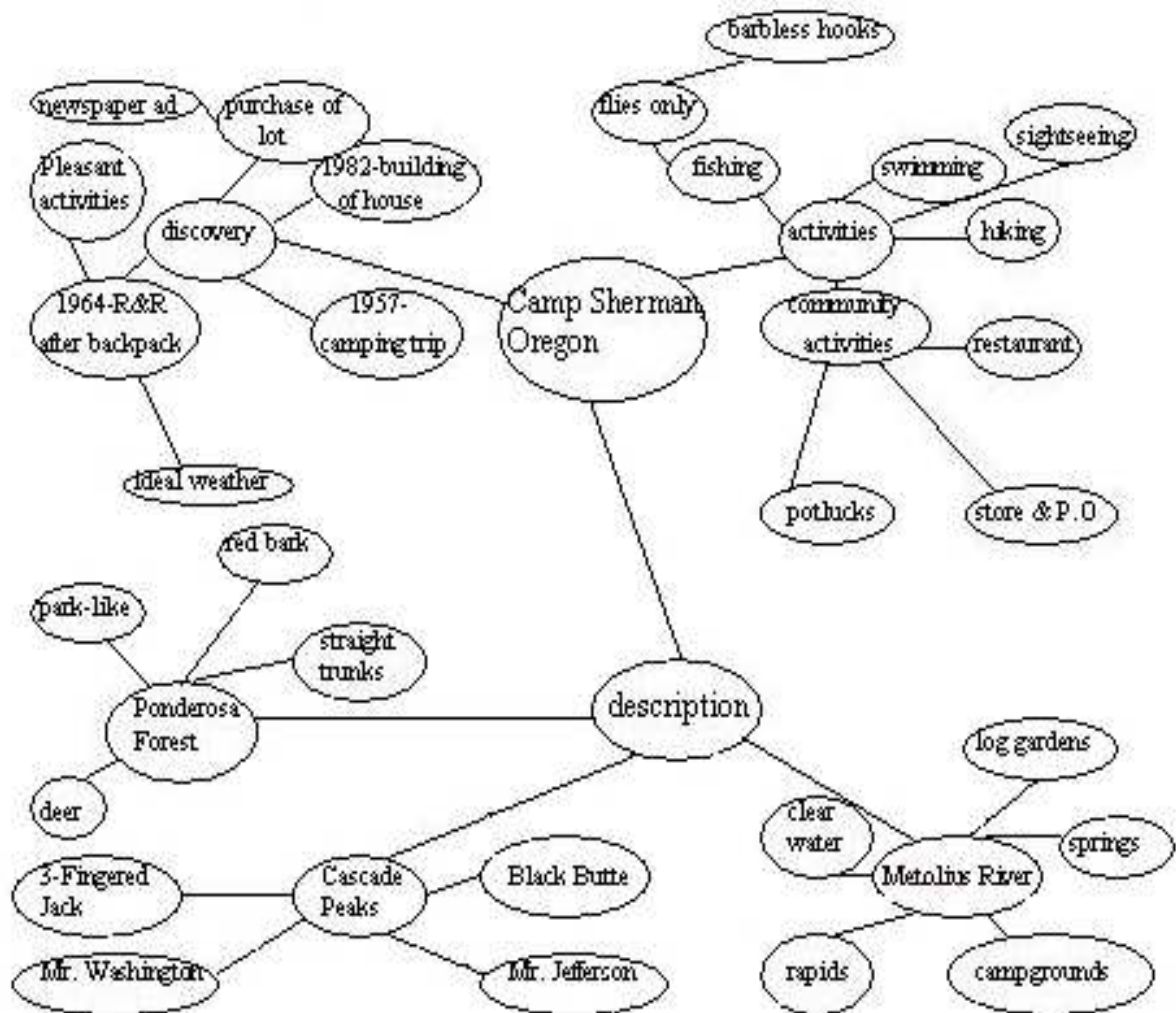 barbless hooks
newspaper ad
purchase of
lot
flies only
sightseeing
Pleasant
activities
1982-building
of house
fishing
swimming
discovery
activities
hiking
1964-R&R
after backpack
1957-
camping trip
Camp Sherman,
Oregon
community
activities
restaurant
Ideal weather
potlucks
store & P.O
red bark
park-like
straight
trunks
Ponderosa
Forest
description
log gardens
deer
clear
water
springs
3-Fingered
Jack
Cascade
Peaks
Black Butte
Metolius River
Mr. Washington
Mr. Jefferson
rapids
campgrounds